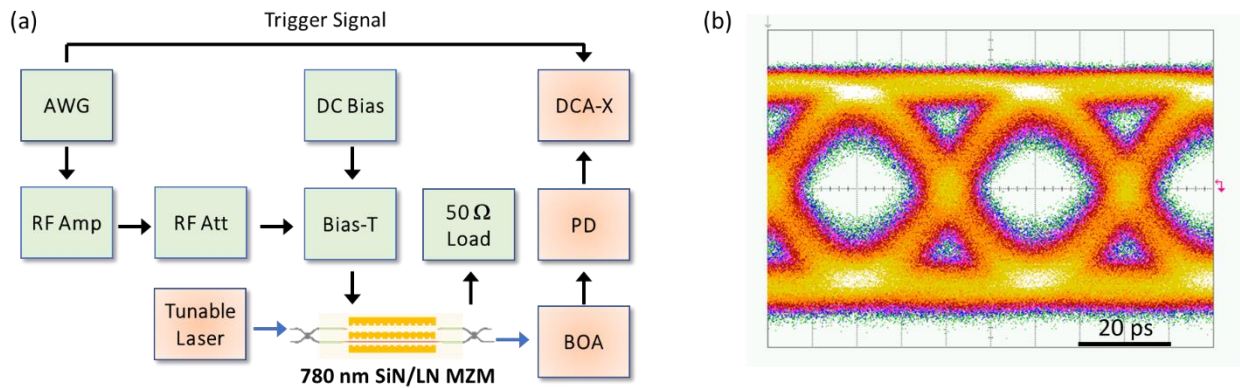 (a)
Trigger Signal
AWG
DC Bias
DCA-X
RF Amp
RF Att
Bias-T
50 Ω
Load
PD
Tunable
Laser
BOA
780 nm SiN/LN MZM
(b)
20 ps